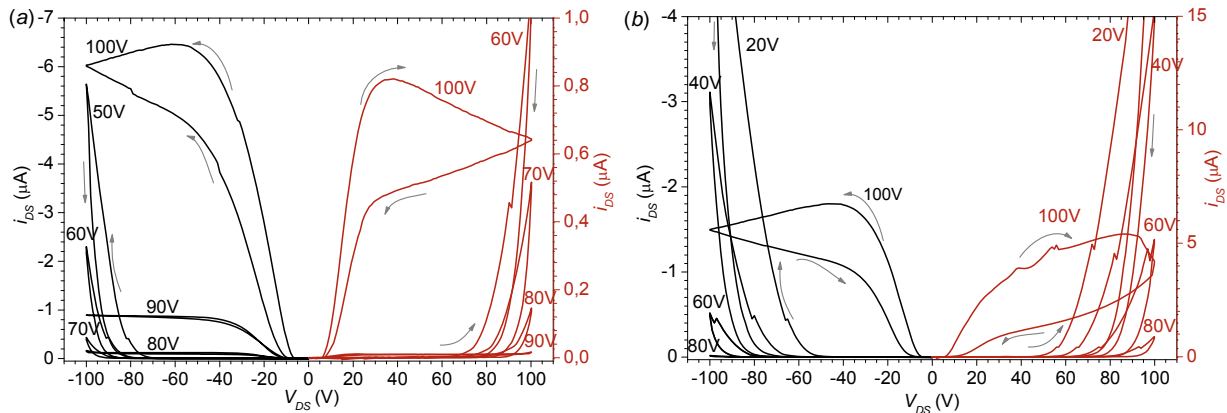 (a)
-7
-6
-5
-4
-3
-2
-1
0
i_DS (µA)
100V
50V
60V
70V
90V
80V
100V
60V
70V
80V
90V
1,0
0,8
0,6
0,4
0,2
0,0
i_DS (µA)
-100 -80 -60 -40 -20 0 20 40 60 80 100
V_DS (V)
(b)
-4
-3
-2
-1
0
i_DS (µA)
20V
40V
100V
60V
80V
20V
40V
100V
60V
80V
15
10
5
0
i_DS (µA)
-100 -80 -60 -40 -20 0 20 40 60 80 100
V_DS (V)